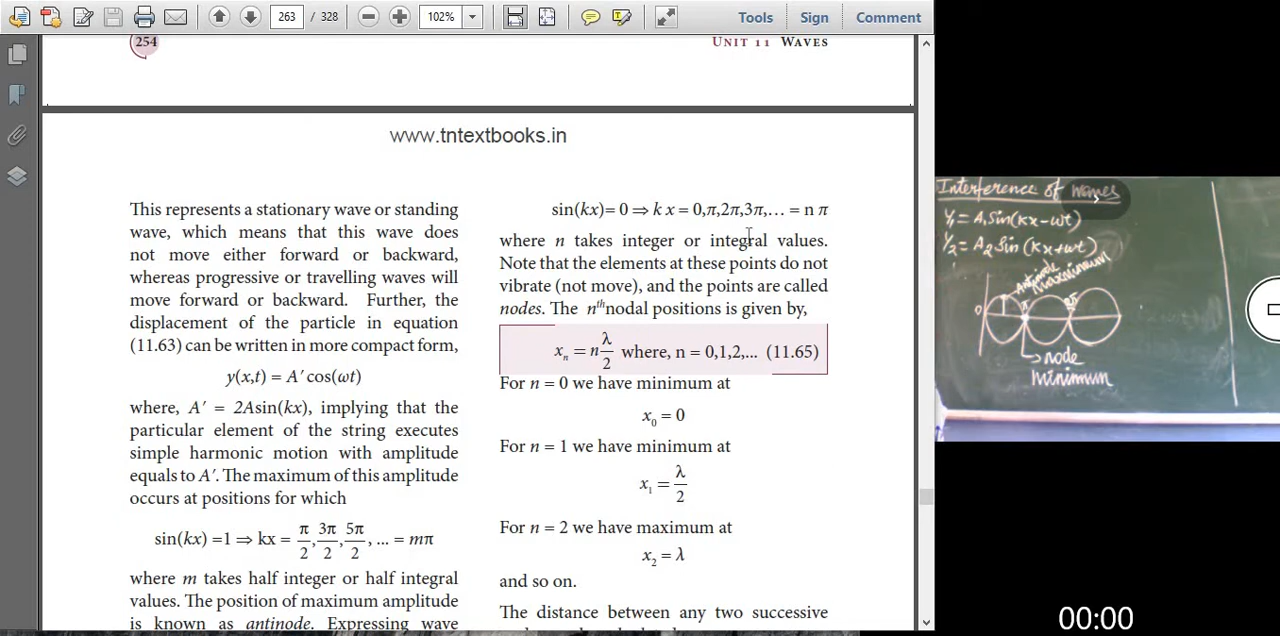 263 / 328
102%
Tools
Sign
Comment
254
UNIT 11 WAVES
www.tntextbooks.in
This represents a stationary wave or standing
wave, which means that this wave does
not move either forward or backward,
whereas progressive or travelling waves will
move forward or backward. Further, the
displacement of the particle in equation
(11.63) can be written in more compact form,
y(x,t) = A′ cos(ωt)
where, A′ = 2Asin(kx), implying that the
particular element of the string executes
simple harmonic motion with amplitude
equals to A′. The maximum of this amplitude
occurs at positions for which
sin(kx) =1 ⇒ kx = π/2, 3π/2, 5π/2, ... = mπ
where m takes half integer or half integral
values. The position of maximum amplitude
is known as antinode. Expressing wave
sin(kx)= 0 ⇒ k x = 0,π,2π,3π,... = n π
where n takes integer or integral values.
Note that the elements at these points do not
vibrate (not move), and the points are called
nodes. The nth nodal positions is given by,
xn = n λ/2 where, n = 0,1,2,... (11.65)
For n = 0 we have minimum at
x0 = 0
For n = 1 we have minimum at
x1 = λ/2
For n = 2 we have maximum at
x2 = λ
and so on.
The distance between any two successive
Interference of waves
y1 = A1 Sin(kx-ωt)
y2 = A2 Sin (kx+ωt)
Antinode
maximum
0
π
2π
node
minimum
00:00